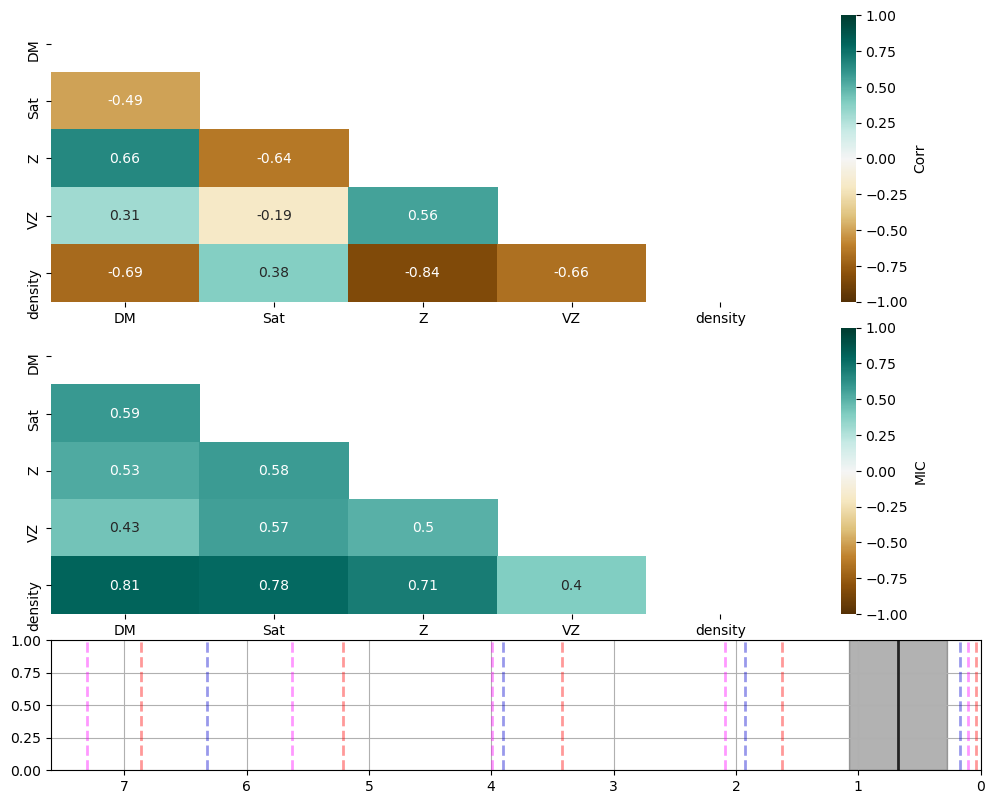 DM
Sat
Z
VZ
density
-0.49
0.66 -0.64
0.31 -0.19 0.56
-0.69 0.38 -0.84 -0.66
DM Sat Z VZ density
1.00
0.75
0.50
0.25
0.00
−0.25
−0.50
−0.75
−1.00
Corr
DM
Sat
Z
VZ
density
0.59
0.53 0.58
0.43 0.57 0.5
0.81 0.78 0.71 0.4
DM Sat Z VZ density
1.00
0.75
0.50
0.25
0.00
−0.25
−0.50
−0.75
−1.00
MIC
1.00
0.75
0.50
0.25
0.00
7 6 5 4 3 2 1 0